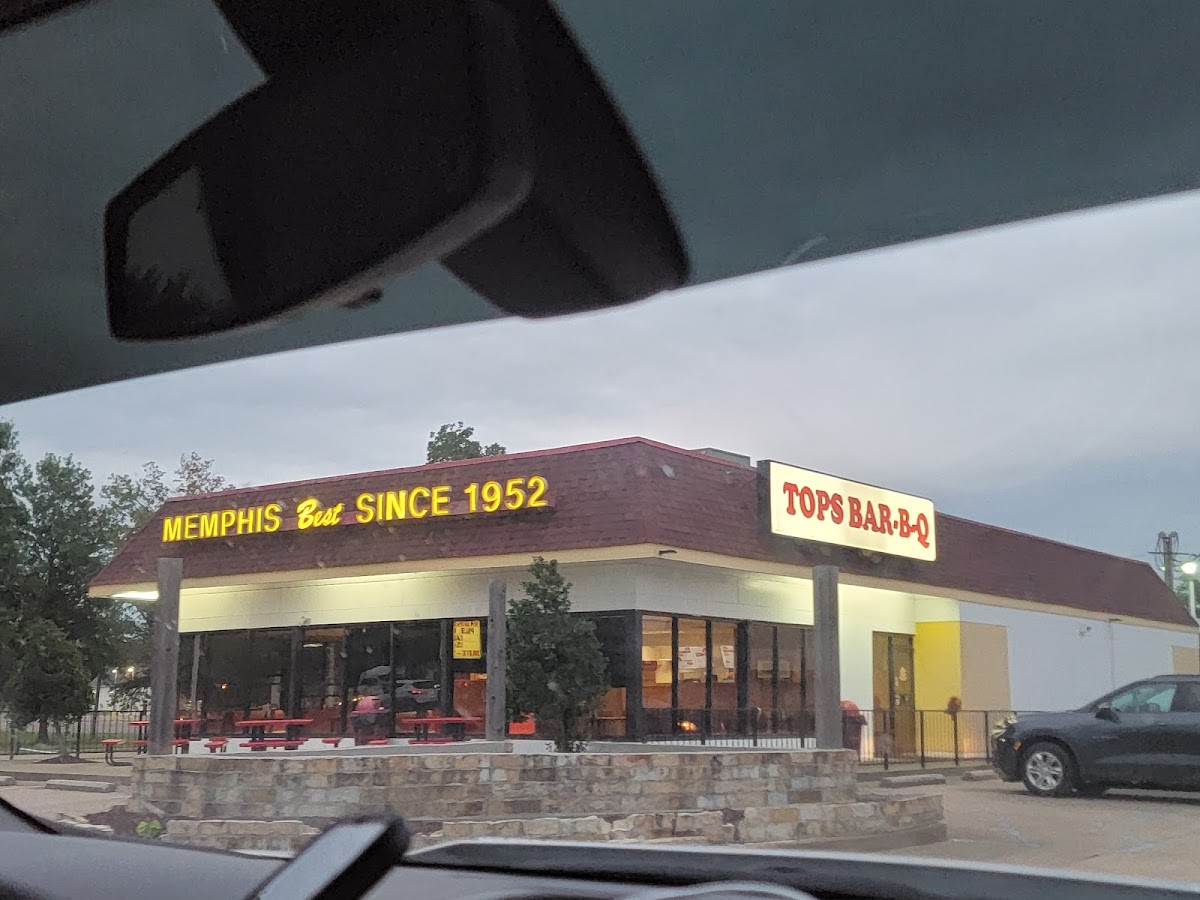 MEMPHIS Best SINCE 1952
TOPS BAR-B-Q